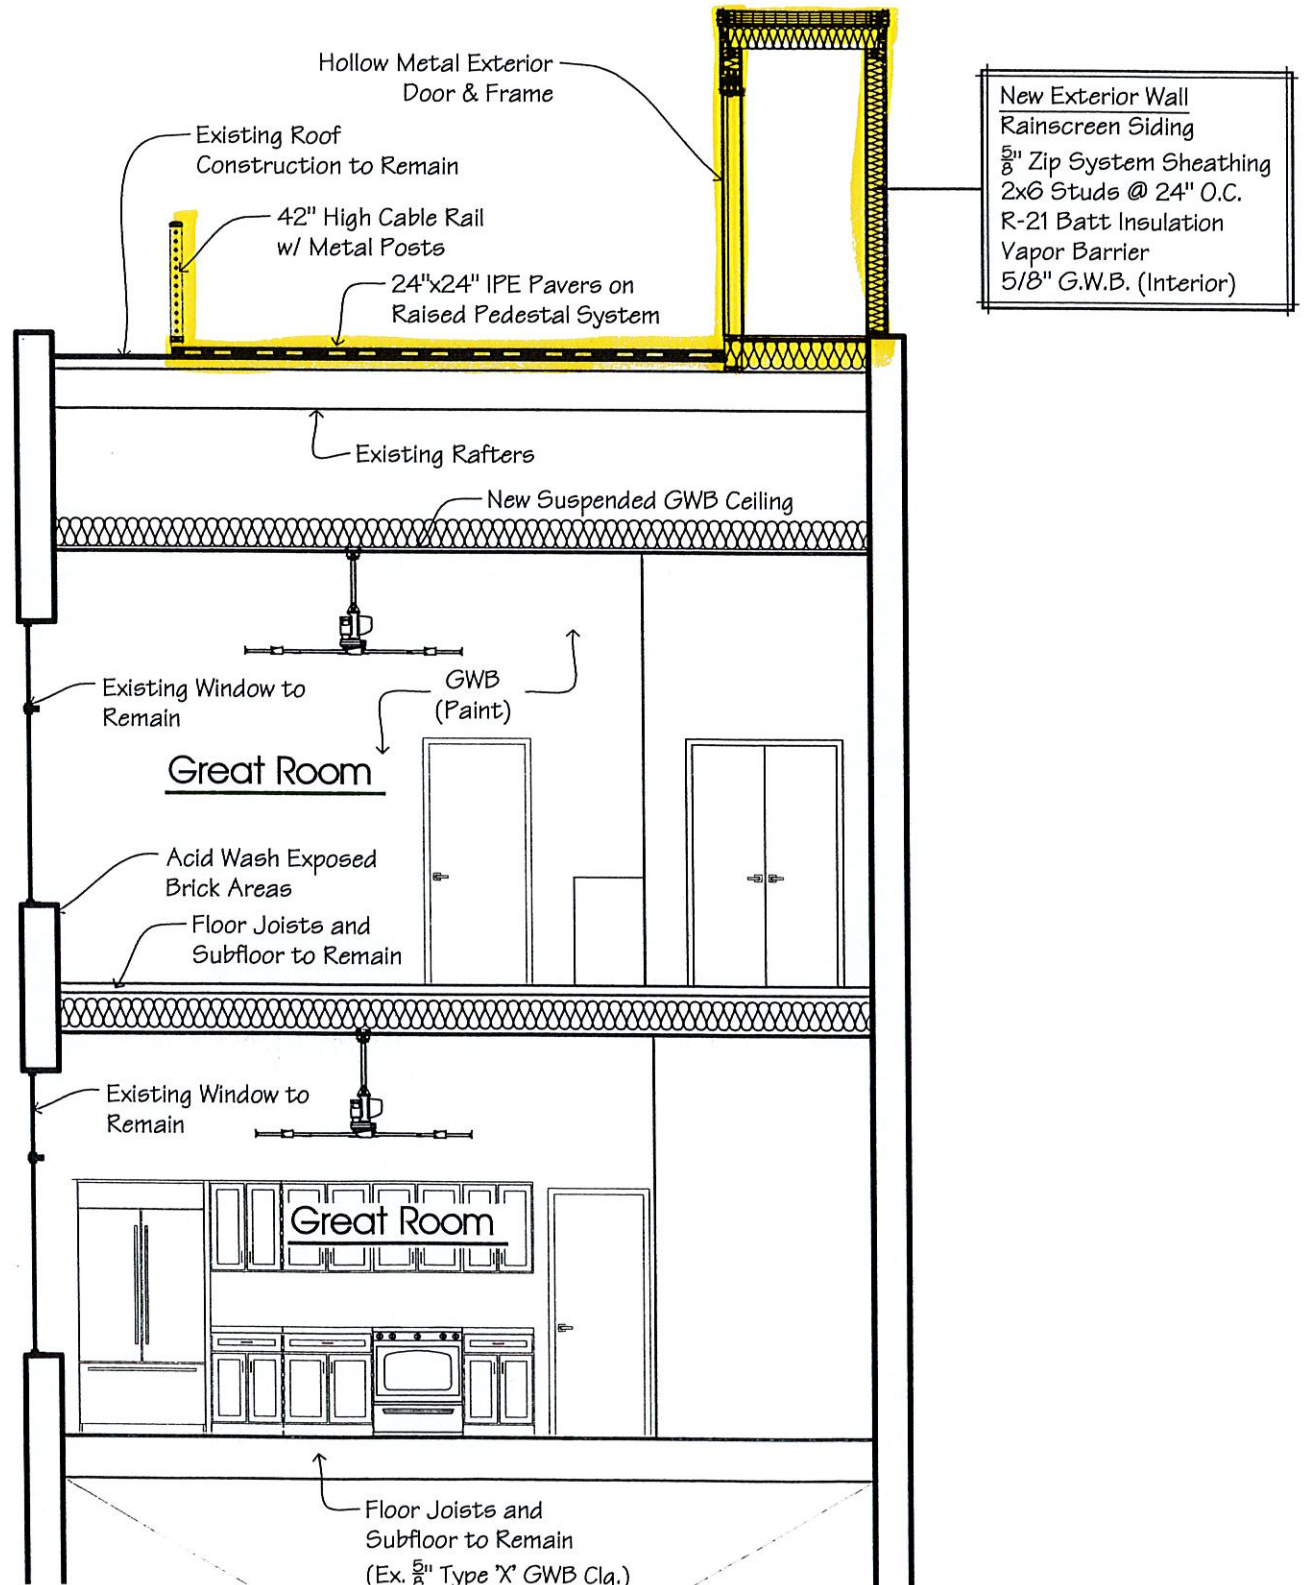 Hollow Metal Exterior
Door & Frame
New Exterior Wall
Rainscreen Siding
5/8" Zip System Sheathing
2x6 Studs @ 24" O.C.
R-21 Batt Insulation
Vapor Barrier
5/8" G.W.B. (Interior)
Existing Roof
Construction to Remain
42" High Cable Rail
w/ Metal Posts
24"x24" IPE Pavers on
Raised Pedestal System
Existing Rafters
New Suspended GWB Ceiling
Existing Window to
Remain
GWB
(Paint)
Great Room
Acid Wash Exposed
Brick Areas
Floor Joists and
Subfloor to Remain
Existing Window to
Remain
Great Room
Floor Joists and
Subfloor to Remain
(Ex. 5/8" Type 'X' GWB Clg.)